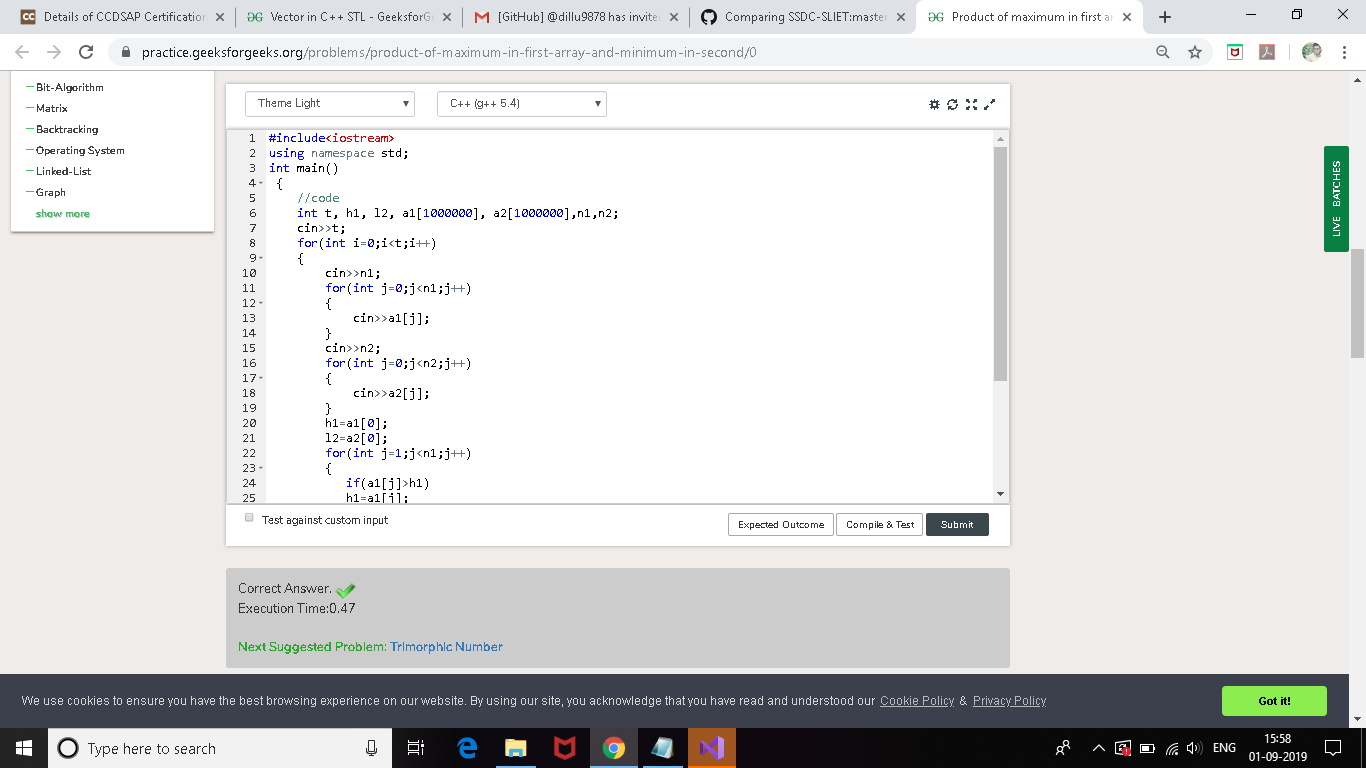 Details of CCDSAP Certification
Vector in C++ STL - GeeksforGe
[GitHub] @dillu9878 has invite
Comparing SSDC-SLIET:master
Product of maximum in first ar
practice.geeksforgeeks.org/problems/product-of-maximum-in-first-array-and-minimum-in-second/0
Bit-Algorithm
Matrix
Backtracking
Operating System
Linked-List
Graph
show more
Theme Light
C++ (g++ 5.4)
1 #include<iostream>
2 using namespace std;
3 int main()
4 {
5 //code
6 int t, h1, l2, a1[1000000], a2[1000000],n1,n2;
7 cin>>t;
8 for(int i=0;i<t;i++)
9 {
10 cin>>n1;
11 for(int j=0;j<n1;j++)
12 {
13 cin>>a1[j];
14 }
15 cin>>n2;
16 for(int j=0;j<n2;j++)
17 {
18 cin>>a2[j];
19 }
20 h1=a1[0];
21 l2=a2[0];
22 for(int j=1;j<n1;j++)
23 {
24 if(a1[j]>h1)
25 h1=a1[j];
Test against custom input
Expected Outcome
Compile & Test
Submit
LIVE BATCHES
Correct Answer.
Execution Time:0.47
Next Suggested Problem: Trimorphic Number
We use cookies to ensure you have the best browsing experience on our website. By using our site, you acknowledge that you have read and understood our Cookie Policy & Privacy Policy
Got it!
Type here to search
ENG
15:58
01-09-2019